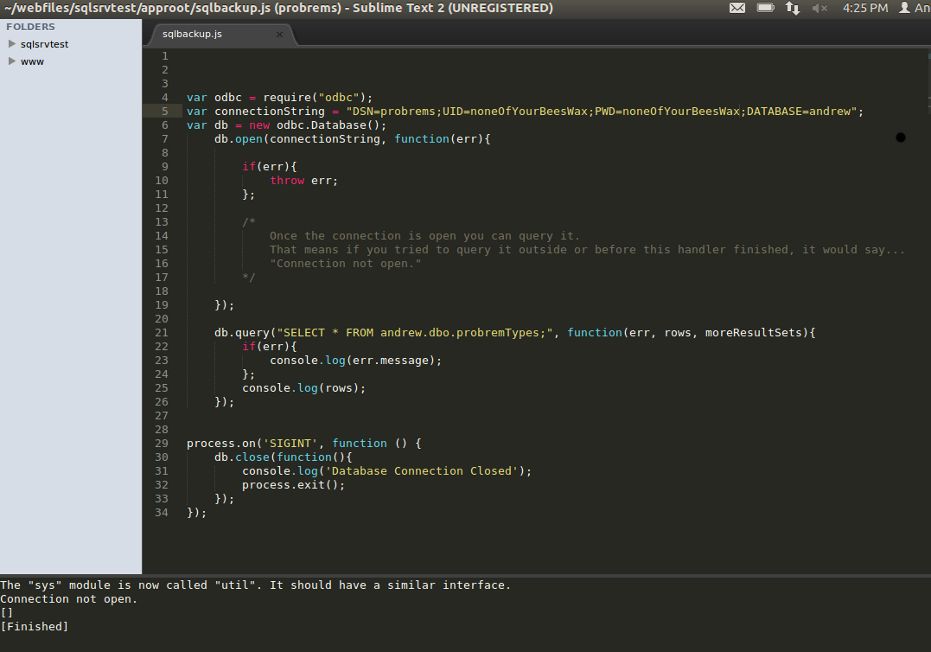 ~/webfiles/sqlsrvtest/approot/sqlbackup.js (probrems) - Sublime Text 2 (UNREGISTERED)
4:25 PM
An
FOLDERS
sqlsrvtest
www
sqlbackup.js
1
2
3
4 var odbc = require("odbc");
5 var connectionString = "DSN=probrems;UID=noneOfYourBeesWax;PWD=noneOfYourBeesWax;DATABASE=andrew";
6 var db = new odbc.Database();
7 db.open(connectionString, function(err){
8
9 if(err){
10 throw err;
11 };
12
13 /*
14 Once the connection is open you can query it.
15 That means if you tried to query it outside or before this handler finished, it would say...
16 "Connection not open."
17 */
18
19 });
20
21 db.query("SELECT * FROM andrew.dbo.probremTypes;", function(err, rows, moreResultSets){
22 if(err){
23 console.log(err.message);
24 };
25 console.log(rows);
26 });
27
28
29 process.on('SIGINT', function () {
30 db.close(function(){
31 console.log('Database Connection Closed');
32 process.exit();
33 });
34 });
The "sys" module is now called "util". It should have a similar interface.
Connection not open.
[]
[Finished]